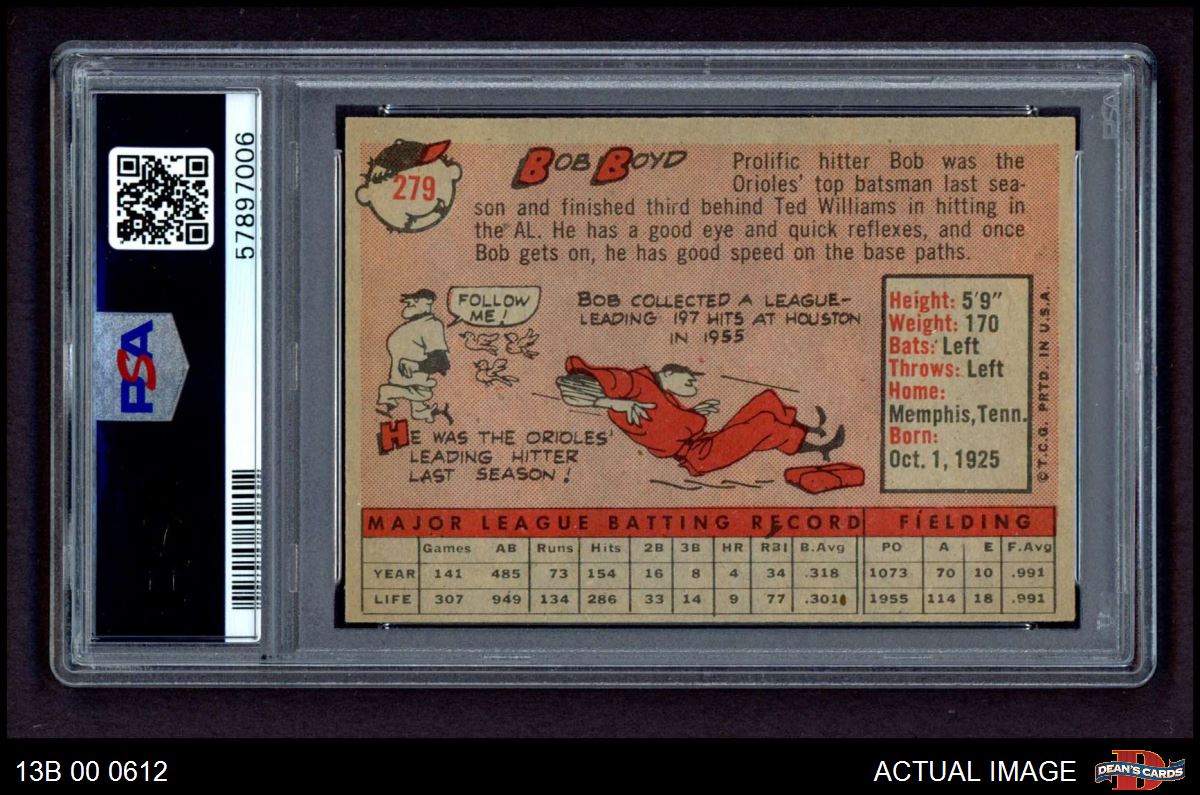 PSA
57897006
PSA
279
BOB BOYD
Prolific hitter Bob was the
Orioles' top batsman last sea-
son and finished third behind Ted Williams in hitting in
the AL. He has a good eye and quick reflexes, and once
Bob gets on, he has good speed on the base paths.
FOLLOW
ME!
BOB COLLECTED A LEAGUE-
LEADING 197 HITS AT HOUSTON
IN 1955
HE WAS THE ORIOLES'
LEADING HITTER
LAST SEASON!
Height: 5'9"
Weight: 170
Bats: Left
Throws: Left
Home:
Memphis, Tenn.
Born:
Oct. 1, 1925
© T.C.G. PRTD. IN U.S.A.
MAJOR LEAGUE BATTING RECORD FIELDING
Games AB Runs Hits 2B 3B HR RBI B.Avg PO A E F.Avg
YEAR 141 485 73 154 16 8 4 34 .318 1073 70 10 .991
LIFE 307 949 134 286 33 14 9 77 .301 1955 114 18 .991
13B 00 0612
ACTUAL IMAGE
DEAN'S CARDS